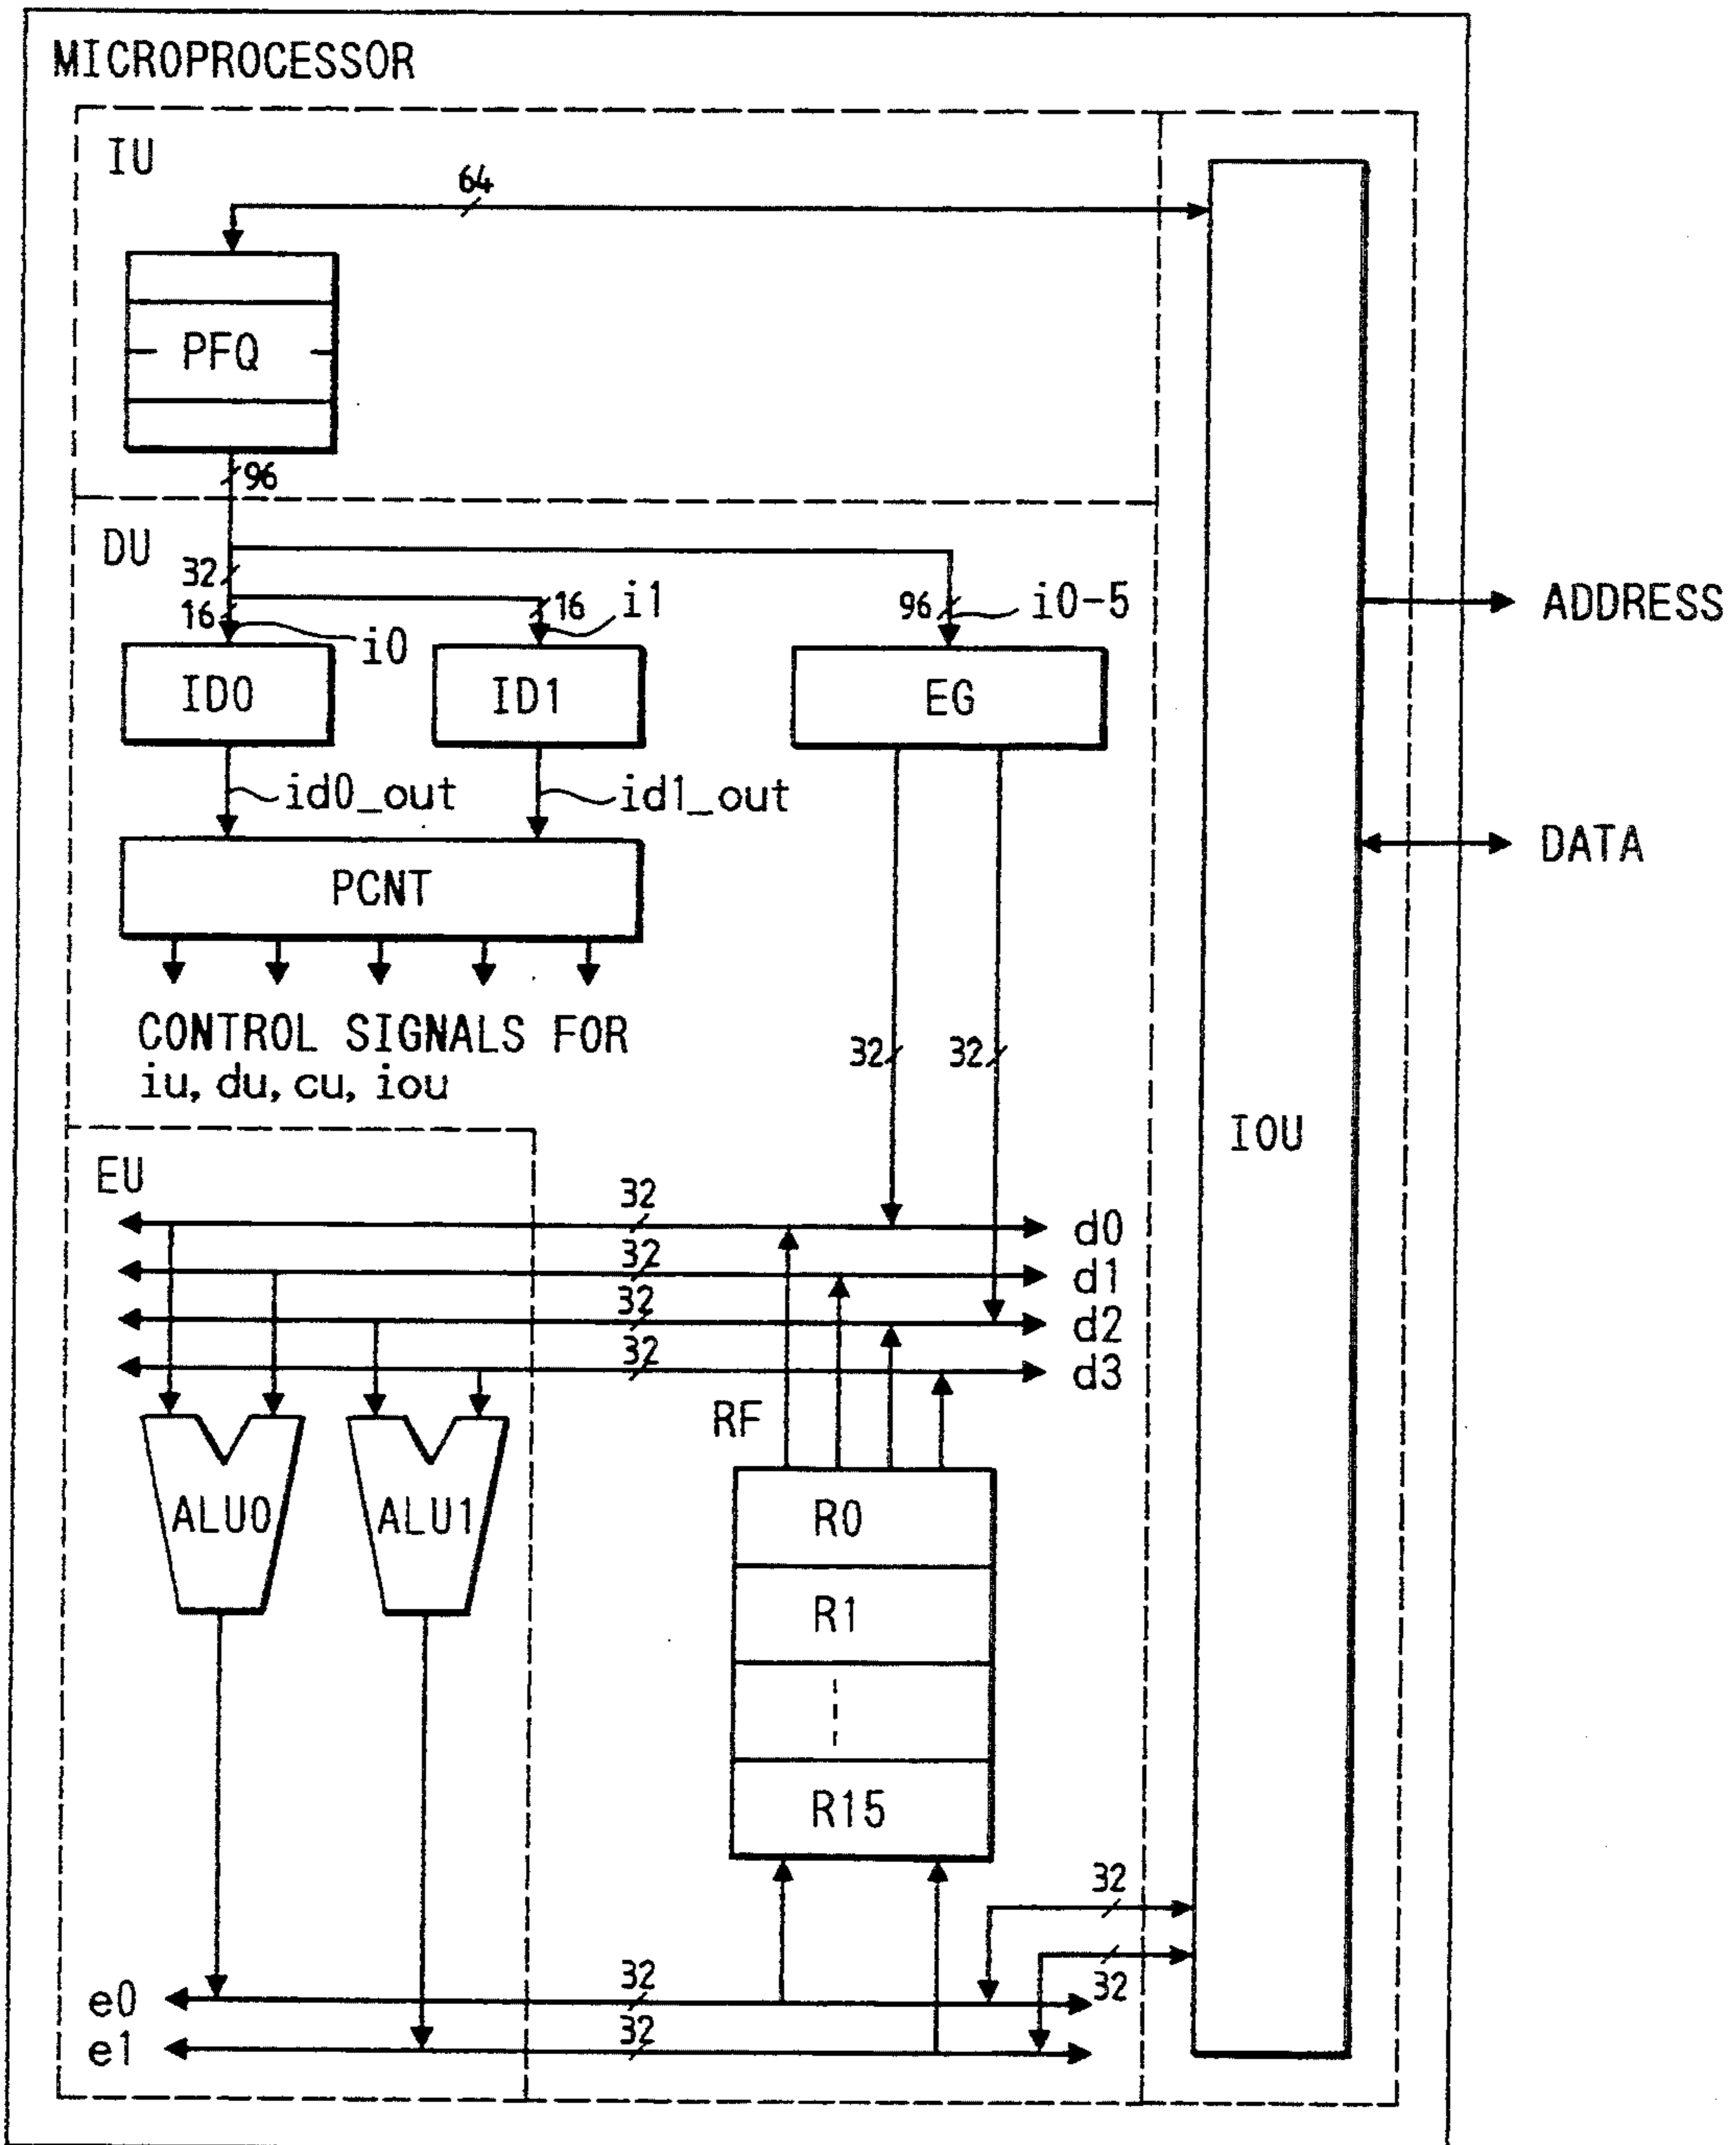 MICROPROCESSOR
IU
64
PFQ
96
DU
32
16
i0
16
i1
96
i0-5
ADDRESS
ID0
ID1
EG
id0_out
id1_out
DATA
PCNT
CONTROL SIGNALS FOR
iu, du, cu, iou
32
32
IOU
EU
32
d0
32
d1
32
d2
32
d3
RF
ALU0
ALU1
R0
R1
R15
32
32
e0
32
e1
32